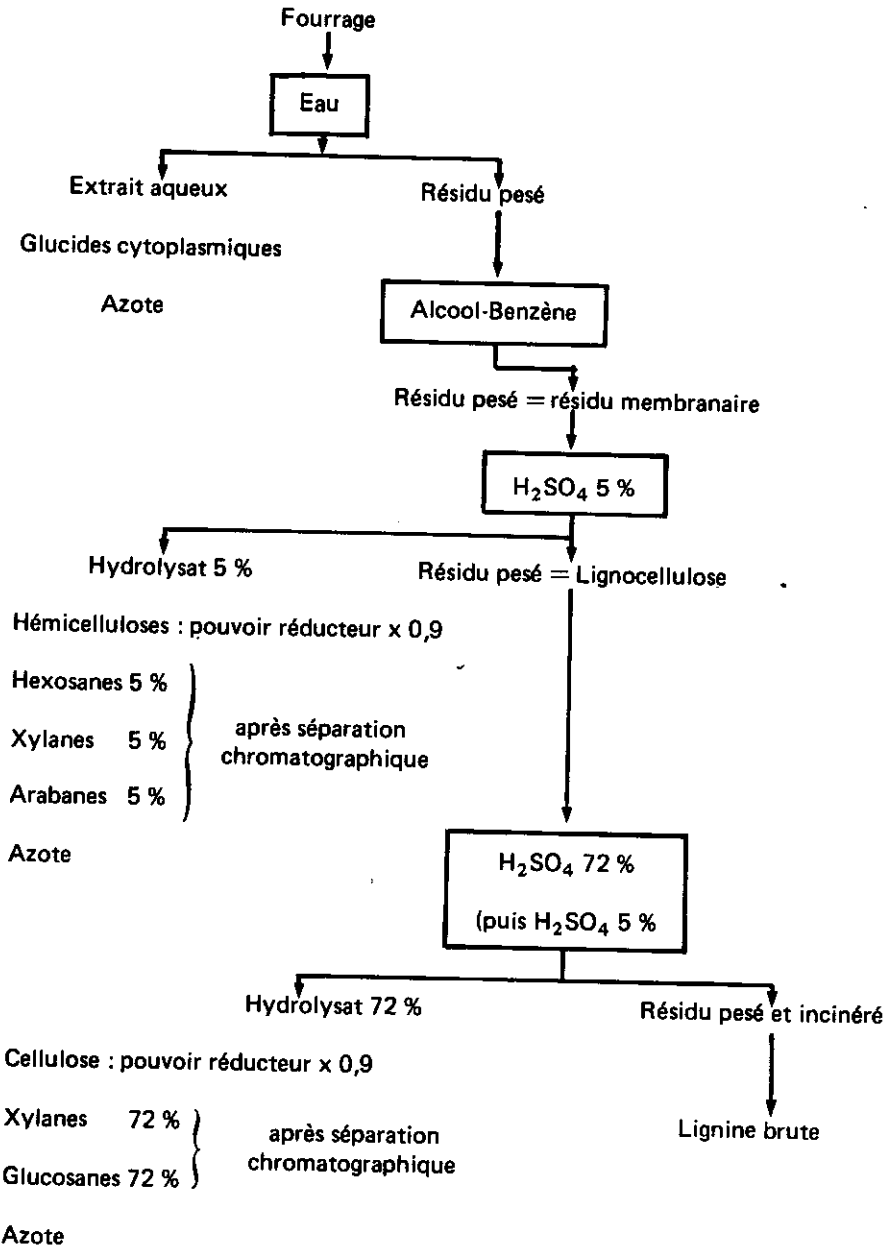 Fourrage
Eau
Extrait aqueux
Résidu pesé
Glucides cytoplasmiques
Azote
Alcool-Benzène
Résidu pesé = résidu membranaire
H₂SO₄ 5 %
Hydrolysat 5 %
Résidu pesé = Lignocellulose
Hémicelluloses : pouvoir réducteur x 0,9
Hexosanes 5 %
Xylanes 5 %
Arabanes 5 %
après séparation
chromatographique
Azote
H₂SO₄ 72 %
(puis H₂SO₄ 5 %
Hydrolysat 72 %
Résidu pesé et incinéré
Cellulose : pouvoir réducteur x 0,9
Xylanes 72 %
Glucosanes 72 %
après séparation
chromatographique
Lignine brute
Azote